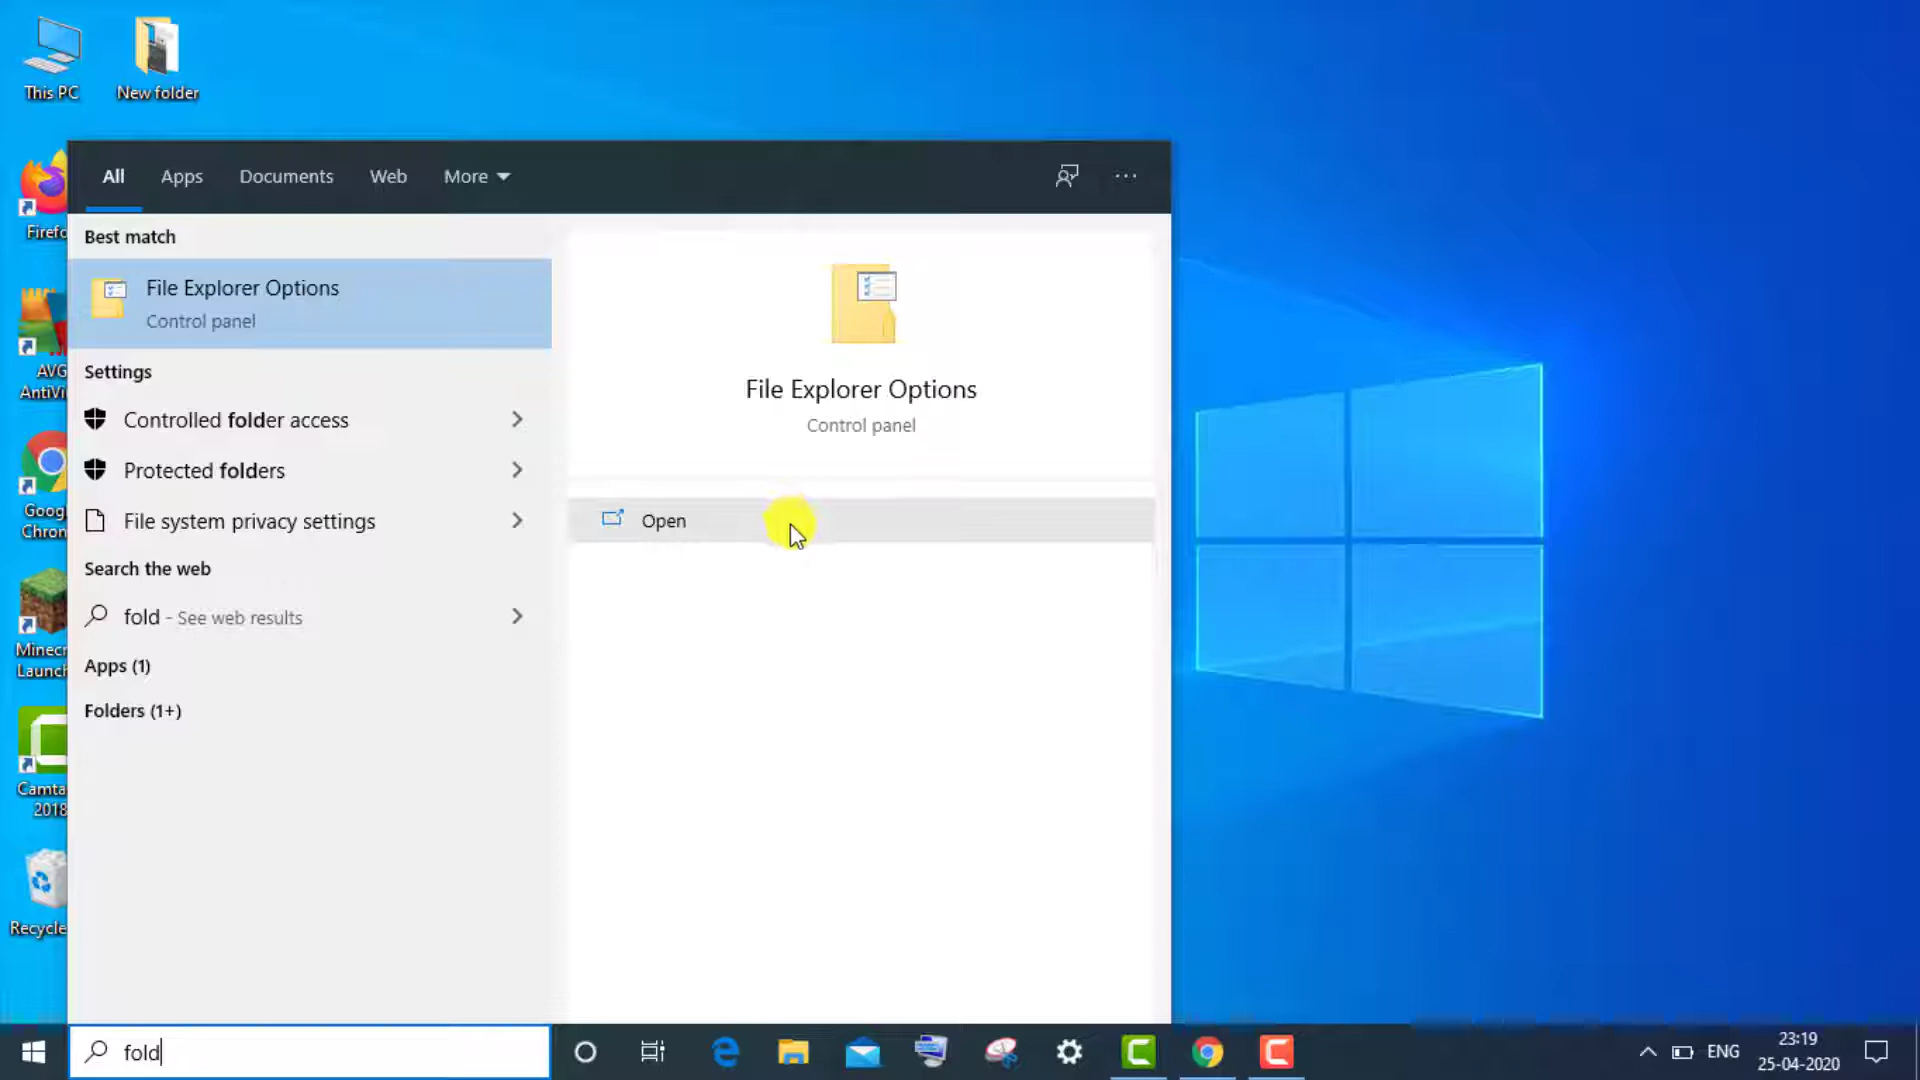 This PC
New folder
All
Apps
Documents
Web
More
Best match
File Explorer Options
Control panel
Settings
Controlled folder access
Protected folders
File system privacy settings
Search the web
fold - See web results
Apps (1)
Folders (1+)
File Explorer Options
Control panel
Open
Firefo
AVG
AntiVi
Goog
Chron
Minecr
Launch
Camta
2018
Recycle
fold
ENG
23:19
25-04-2020